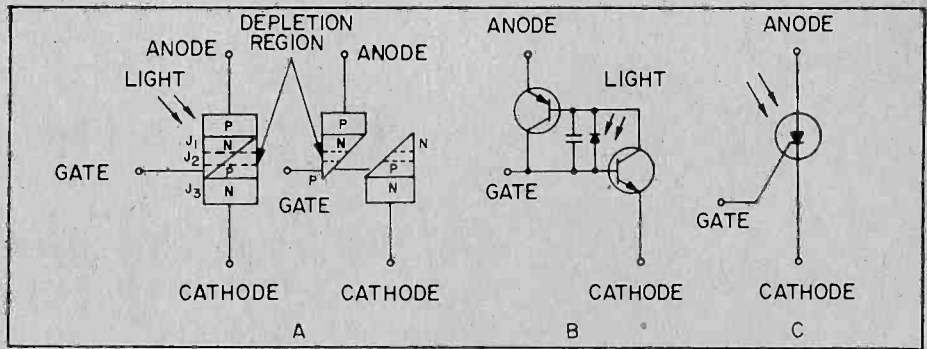 DEPLETION
REGION
ANODE
ANODE
LIGHT
P
J1
N
J2
P
J3
N
GATE
P
N
P
GATE
N
P
N
CATHODE
CATHODE
A
ANODE
LIGHT
GATE
CATHODE
B
ANODE
GATE
CATHODE
C